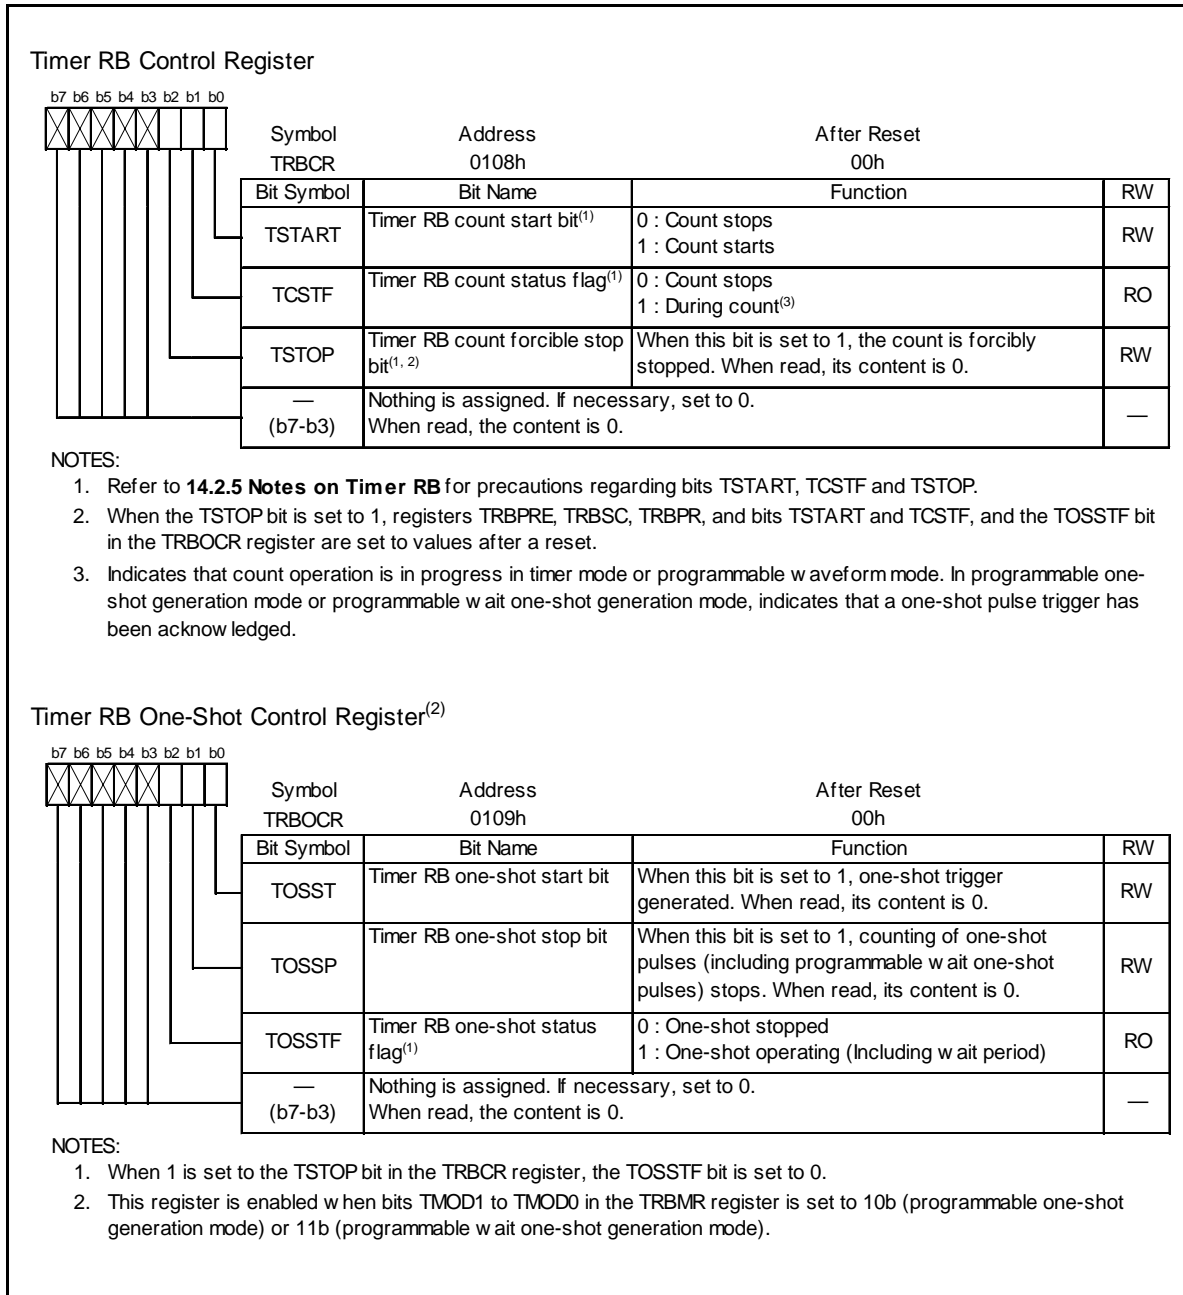 Timer RB Control Register
b7 b6 b5 b4 b3 b2 b1 b0
Symbol Address After Reset
TRBCR 0108h 00h
Bit Symbol Bit Name Function RW
TSTART Timer RB count start bit(1) 0 : Count stops
1 : Count starts RW
TCSTF Timer RB count status flag(1) 0 : Count stops
1 : During count(3) RO
TSTOP Timer RB count forcible stop
bit(1, 2) When this bit is set to 1, the count is forcibly
stopped. When read, its content is 0. RW
—
(b7-b3) Nothing is assigned. If necessary, set to 0.
When read, the content is 0. —
NOTES:
1. Refer to 14.2.5 Notes on Timer RB for precautions regarding bits TSTART, TCSTF and TSTOP.
2. When the TSTOP bit is set to 1, registers TRBPRE, TRBSC, TRBPR, and bits TSTART and TCSTF, and the TOSSTF bit
in the TRBOCR register are set to values after a reset.
3. Indicates that count operation is in progress in timer mode or programmable waveform mode. In programmable one-
shot generation mode or programmable wait one-shot generation mode, indicates that a one-shot pulse trigger has
been acknowledged.
Timer RB One-Shot Control Register(2)
b7 b6 b5 b4 b3 b2 b1 b0
Symbol Address After Reset
TRBOCR 0109h 00h
Bit Symbol Bit Name Function RW
TOSST Timer RB one-shot start bit When this bit is set to 1, one-shot trigger
generated. When read, its content is 0. RW
TOSSP Timer RB one-shot stop bit When this bit is set to 1, counting of one-shot
pulses (including programmable wait one-shot
pulses) stops. When read, its content is 0. RW
TOSSTF Timer RB one-shot status
flag(1) 0 : One-shot stopped
1 : One-shot operating (Including wait period) RO
—
(b7-b3) Nothing is assigned. If necessary, set to 0.
When read, the content is 0. —
NOTES:
1. When 1 is set to the TSTOP bit in the TRBCR register, the TOSSTF bit is set to 0.
2. This register is enabled when bits TMOD1 to TMOD0 in the TRBMR register is set to 10b (programmable one-shot
generation mode) or 11b (programmable wait one-shot generation mode).